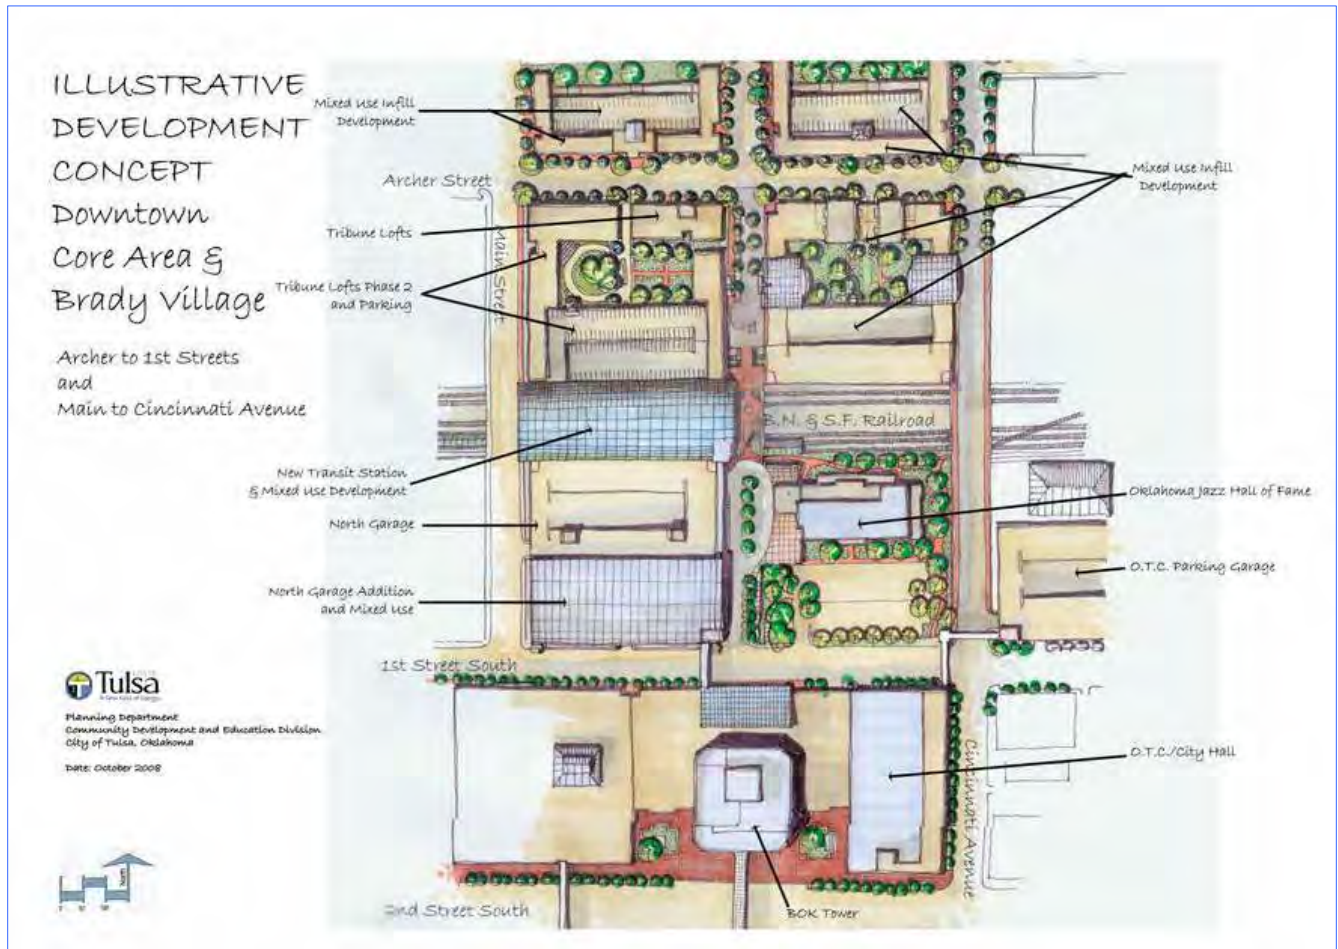 ILLUSTRATIVE
DEVELOPMENT
CONCEPT
Downtown
Core Area &
Brady Village
Archer to 1st Streets
and
Main to Cincinnati Avenue
Mixed Use Infill
Development
Archer Street
Main Street
Tribune Lofts
Tribune Lofts Phase 2
and Parking
Mixed Use Infill
Development
B.N. & S.F. Railroad
New Transit Station
& Mixed Use Development
North Garage
Oklahoma Jazz Hall of Fame
O.T.C. Parking Garage
North Garage Addition
and Mixed Use
1st Street South
Tulsa
Planning Department
Community Development and Education Division
City of Tulsa, Oklahoma
Date: October 2008
O.T.C./City Hall
Cincinnati Avenue
North
2nd Street South
BOK Tower